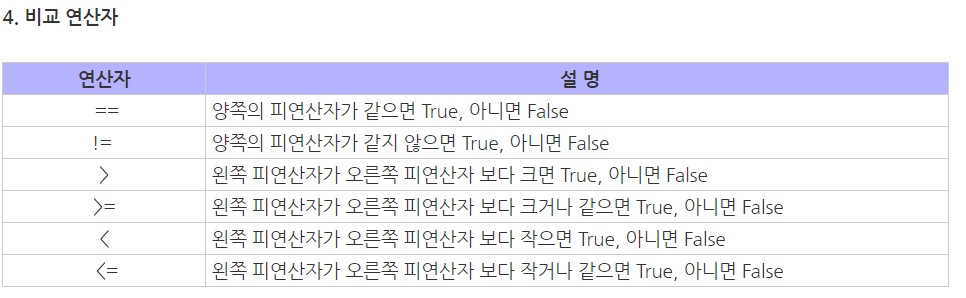 4. 비교 연산자
연산자 설 명
== 양쪽의 피연산자가 같으면 True, 아니면 False
!= 양쪽의 피연산자가 같지 않으면 True, 아니면 False
> 왼쪽 피연산자가 오른쪽 피연산자 보다 크면 True, 아니면 False
>= 왼쪽 피연산자가 오른쪽 피연산자 보다 크거나 같으면 True, 아니면 False
< 왼쪽 피연산자가 오른쪽 피연산자 보다 작으면 True, 아니면 False
<= 왼쪽 피연산자가 오른쪽 피연산자 보다 작거나 같으면 True, 아니면 False